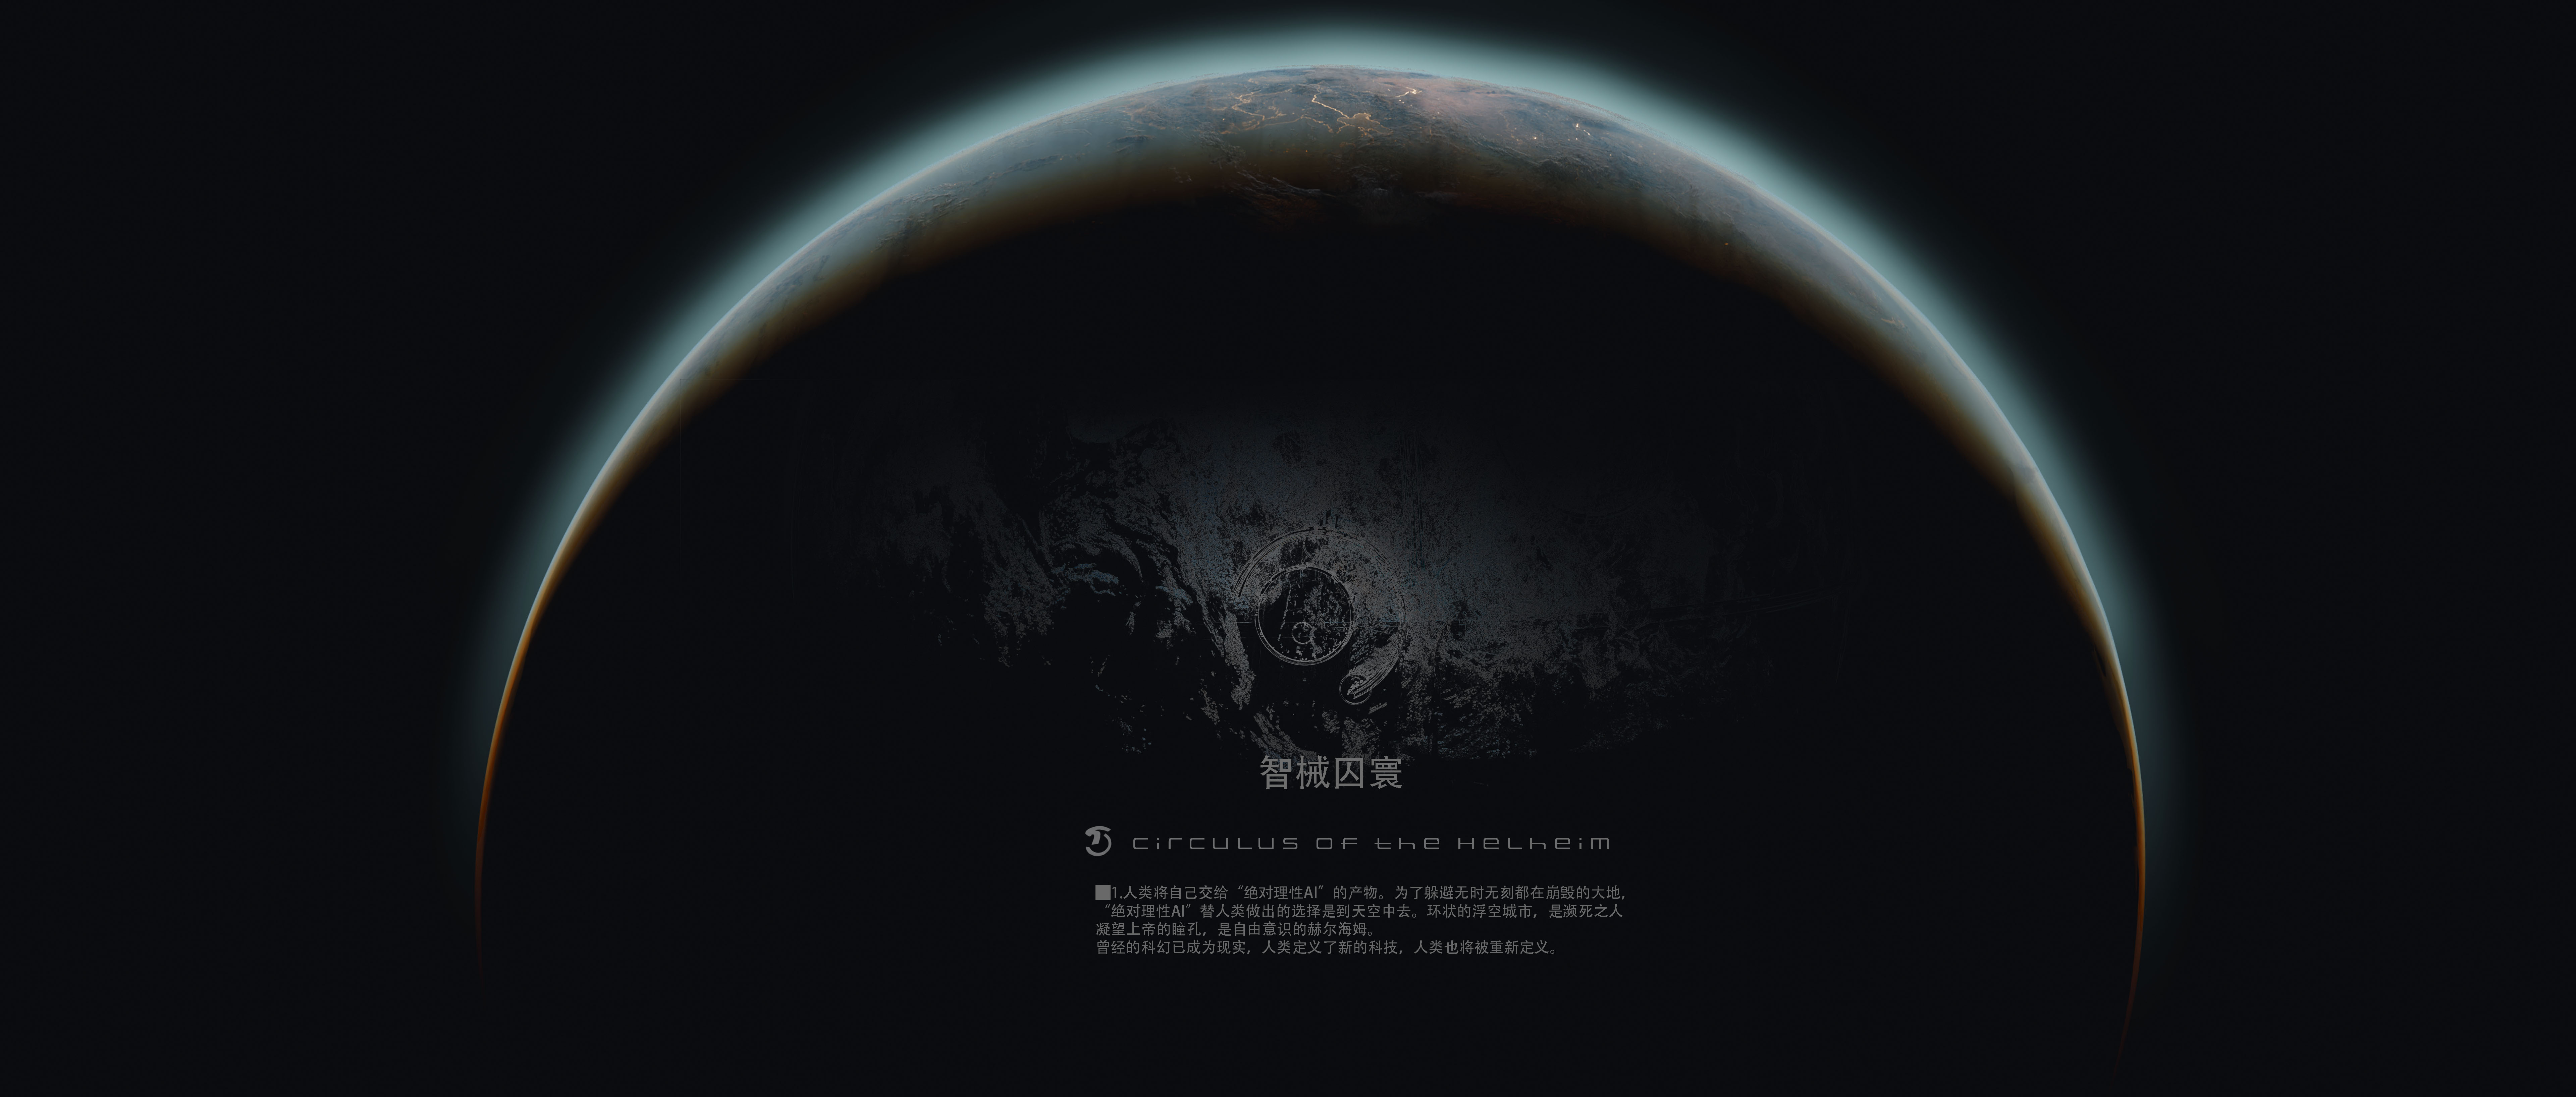 智械囚寰
circulus of the Helheim
1.人类将自己交给“绝对理性AI”的产物。为了躲避无时无刻都在崩毁的大地，
“绝对理性AI”替人类做出的选择是到天空中去。环状的浮空城市，是濒死之人
凝望上帝的瞳孔，是自由意识的赫尔海姆。
曾经的科幻已成为现实，人类定义了新的科技，人类也将被重新定义。